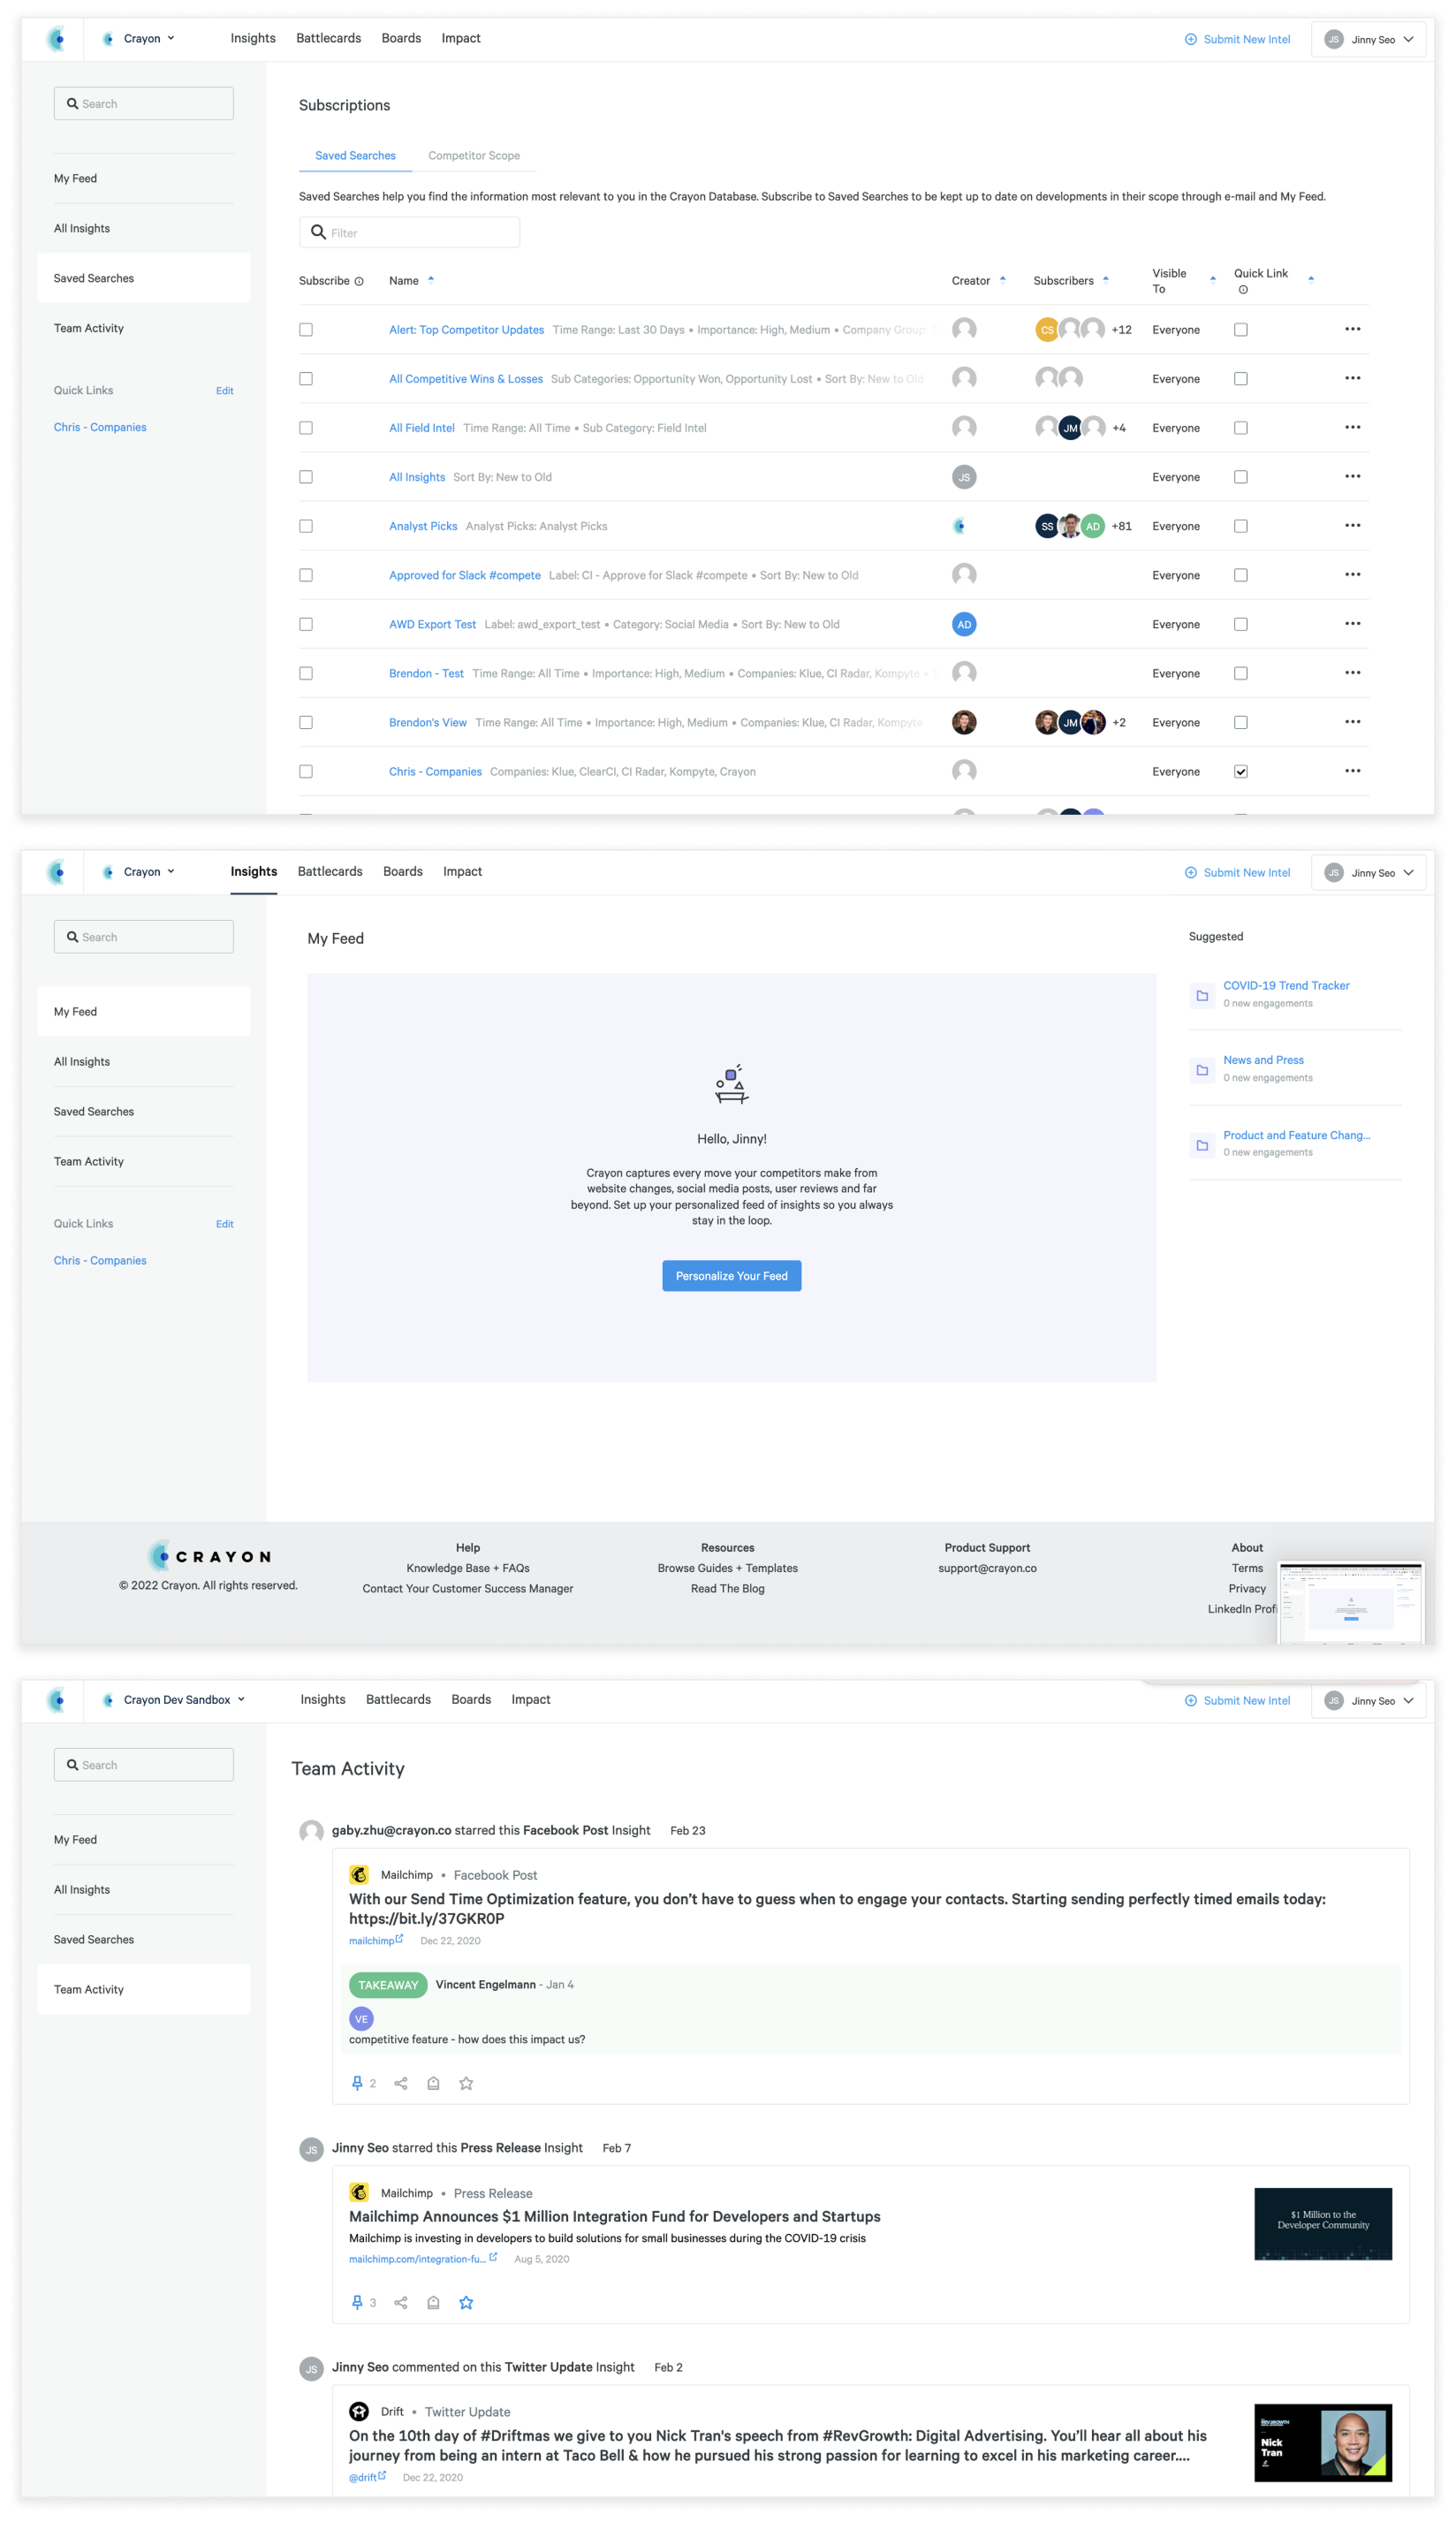 Crayon
Insights Battlecards Boards Impact
Submit New Intel
JS Jinny Seo
Search
My Feed
All Insights
Saved Searches
Team Activity
Quick Links Edit
Chris - Companies
Subscriptions
Saved Searches Competitor Scope
Saved Searches help you find the information most relevant to you in the Crayon Database. Subscribe to Saved Searches to be kept up to date on developments in their scope through e-mail and My Feed.
Filter
Subscribe Name Creator Subscribers Visible To Quick Link
Alert: Top Competitor Updates Time Range: Last 30 Days • Importance: High, Medium • Company Group: CS +12 Everyone
All Competitive Wins & Losses Sub Categories: Opportunity Won, Opportunity Lost • Sort By: New to Old Everyone
All Field Intel Time Range: All Time • Sub Category: Field Intel JM +4 Everyone
All Insights Sort By: New to Old JS Everyone
Analyst Picks Analyst Picks: Analyst Picks SS AD +81 Everyone
Approved for Slack #compete Label: CI - Approve for Slack #compete • Sort By: New to Old Everyone
AWD Export Test Label: awd_export_test • Category: Social Media • Sort By: New to Old AD Everyone
Brendon - Test Time Range: All Time • Importance: High, Medium • Companies: Klue, CI Radar, Kompyte • Everyone
Brendon's View Time Range: All Time • Importance: High, Medium • Companies: Klue, CI Radar, Kompyte JM +2 Everyone
Chris - Companies Companies: Klue, ClearCI, CI Radar, Kompyte, Crayon Everyone
Crayon
Insights Battlecards Boards Impact
Submit New Intel
JS Jinny Seo
Search
My Feed
All Insights
Saved Searches
Team Activity
Quick Links Edit
Chris - Companies
My Feed
Hello, Jinny!
Crayon captures every move your competitors make from
website changes, social media posts, user reviews and far
beyond. Set up your personalized feed of insights so you always
stay in the loop.
Personalize Your Feed
Suggested
COVID-19 Trend Tracker
0 new engagements
News and Press
0 new engagements
Product and Feature Chang...
0 new engagements
CRAYON
© 2022 Crayon. All rights reserved.
Help
Knowledge Base + FAQs
Contact Your Customer Success Manager
Resources
Browse Guides + Templates
Read The Blog
Product Support
support@crayon.co
About
Terms
Privacy
LinkedIn Profi
Crayon Dev Sandbox
Insights Battlecards Boards Impact
Submit New Intel
JS Jinny Seo
Search
My Feed
All Insights
Saved Searches
Team Activity
Team Activity
gaby.zhu@crayon.co starred this Facebook Post Insight Feb 23
Mailchimp • Facebook Post
With our Send Time Optimization feature, you don’t have to guess when to engage your contacts. Starting sending perfectly timed emails today:
https://bit.ly/37GKR0P
mailchimp Dec 22, 2020
TAKEAWAY Vincent Engelmann - Jan 4
VE
competitive feature - how does this impact us?
2
JS Jinny Seo starred this Press Release Insight Feb 7
Mailchimp • Press Release
Mailchimp Announces $1 Million Integration Fund for Developers and Startups
Mailchimp is investing in developers to build solutions for small businesses during the COVID-19 crisis
mailchimp.com/integration-fu... Aug 5, 2020
$1 Million to the
Developer Community
3
JS Jinny Seo commented on this Twitter Update Insight Feb 2
Drift • Twitter Update
On the 10th day of #Driftmas we give to you Nick Tran's speech from #RevGrowth: Digital Advertising. You’ll hear all about his
journey from being an intern at Taco Bell & how he pursued his strong passion for learning to excel in his marketing career....
@drift Dec 22, 2020
REVGROWTH
Nick
Tran